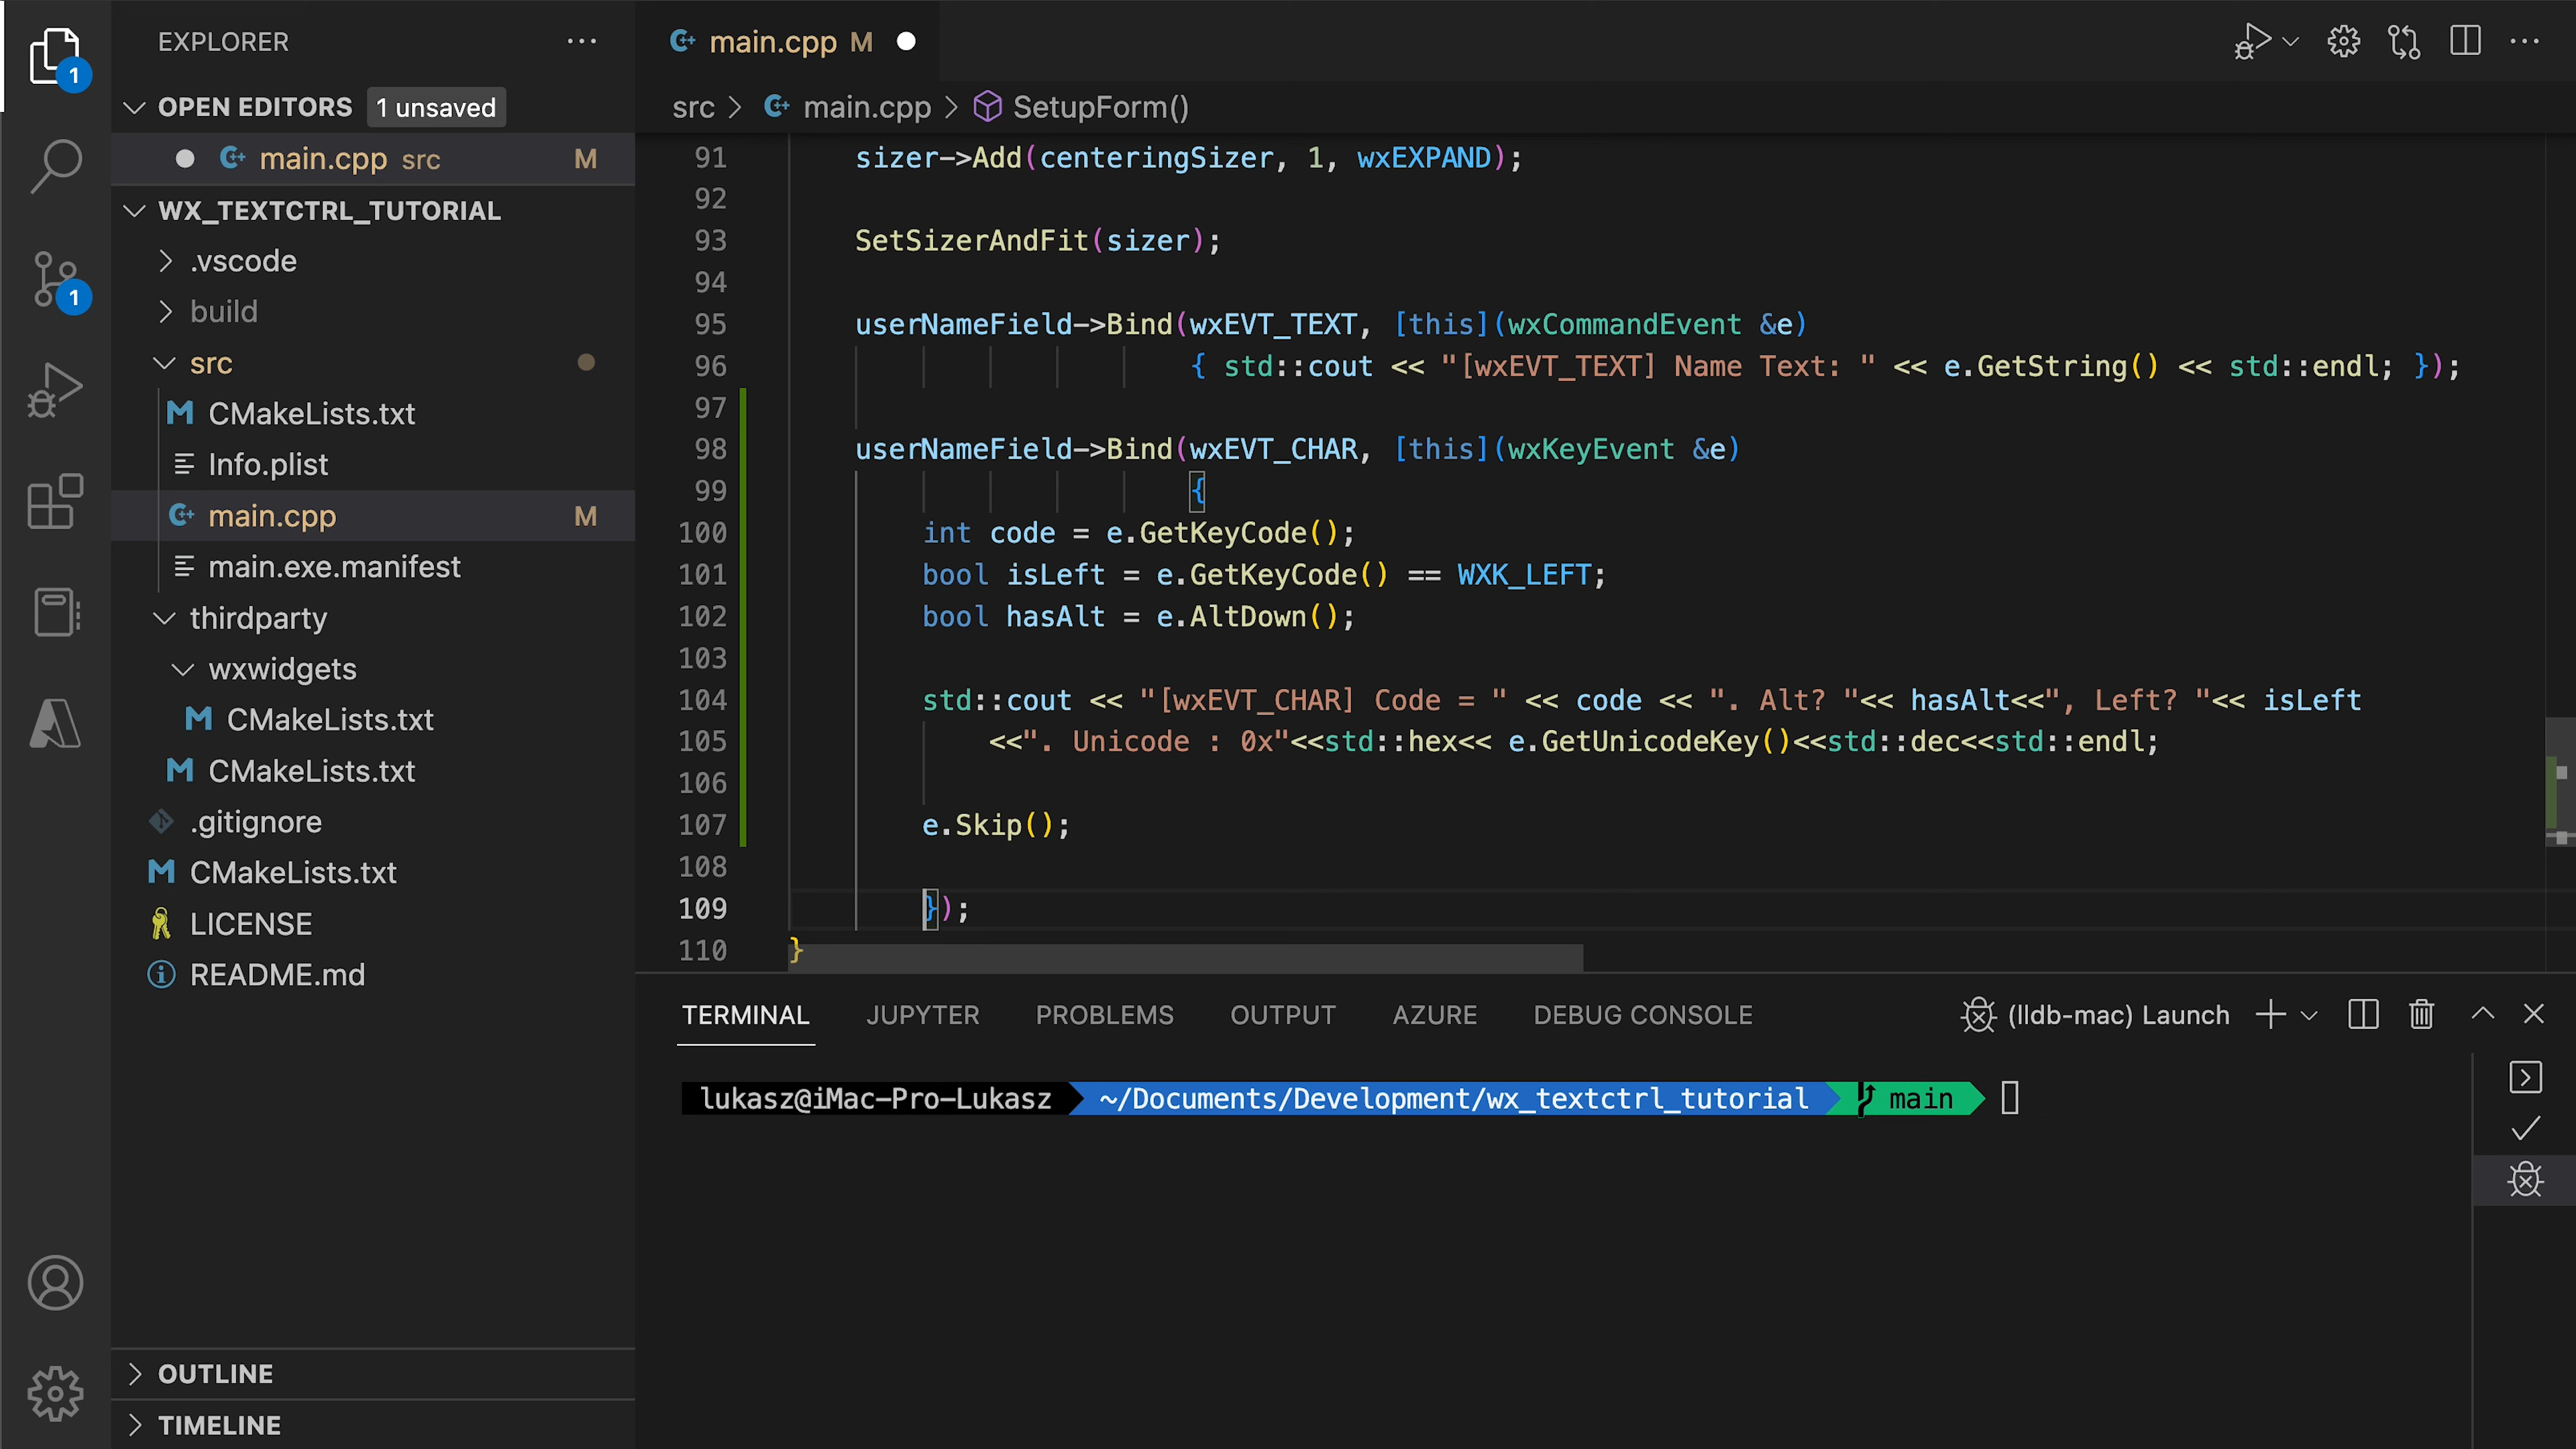 EXPLORER
1
OPEN EDITORS 1 unsaved
main.cpp src M
WX_TEXTCTRL_TUTORIAL
.vscode
build
1
src
CMakeLists.txt
Info.plist
main.cpp M
main.exe.manifest
thirdparty
wxwidgets
CMakeLists.txt
CMakeLists.txt
.gitignore
CMakeLists.txt
LICENSE
README.md
OUTLINE
TIMELINE
main.cpp M
src > main.cpp > SetupForm()
91 sizer->Add(centeringSizer, 1, wxEXPAND);
92
93 SetSizerAndFit(sizer);
94
95 userNameField->Bind(wxEVT_TEXT, [this](wxCommandEvent &e)
96 { std::cout << "[wxEVT_TEXT] Name Text: " << e.GetString() << std::endl; });
97
98 userNameField->Bind(wxEVT_CHAR, [this](wxKeyEvent &e)
99 {
100 int code = e.GetKeyCode();
101 bool isLeft = e.GetKeyCode() == WXK_LEFT;
102 bool hasAlt = e.AltDown();
103
104 std::cout << "[wxEVT_CHAR] Code = " << code << ". Alt? "<< hasAlt<<", Left? "<< isLeft
105 <<". Unicode : 0x"<<std::hex<< e.GetUnicodeKey()<<std::dec<<std::endl;
106
107 e.Skip();
108
109 });
110 }
TERMINAL JUPYTER PROBLEMS OUTPUT AZURE DEBUG CONSOLE (lldb-mac) Launch
lukasz@iMac-Pro-Lukasz ~/Documents/Development/wx_textctrl_tutorial main